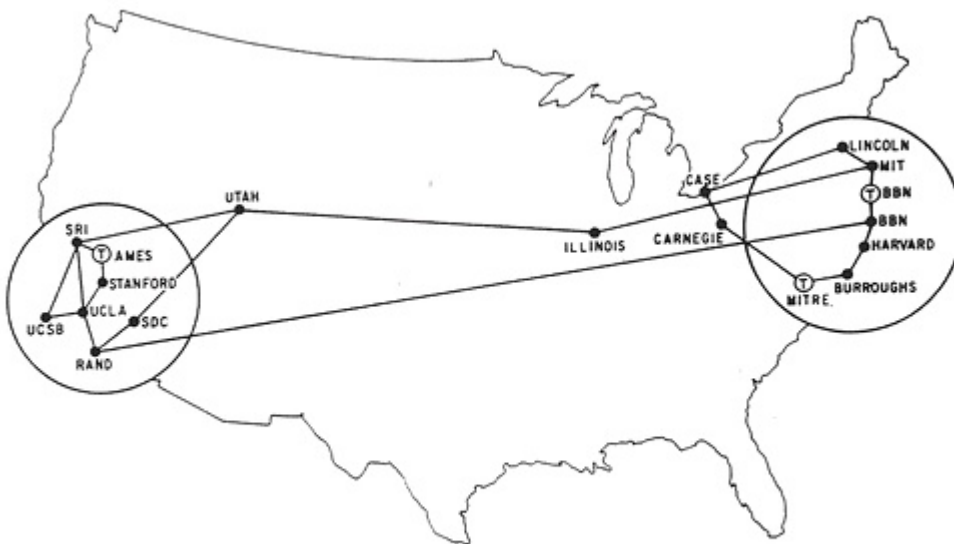 LINCOLN
MIT
CASE
T BBN
UTAH
BBN
SRI
ILLINOIS
CARNEGIE
HARVARD
T AMES
STANFORD
T
BURROUGHS
MITRE.
UCLA
SDC
UCSB
RAND